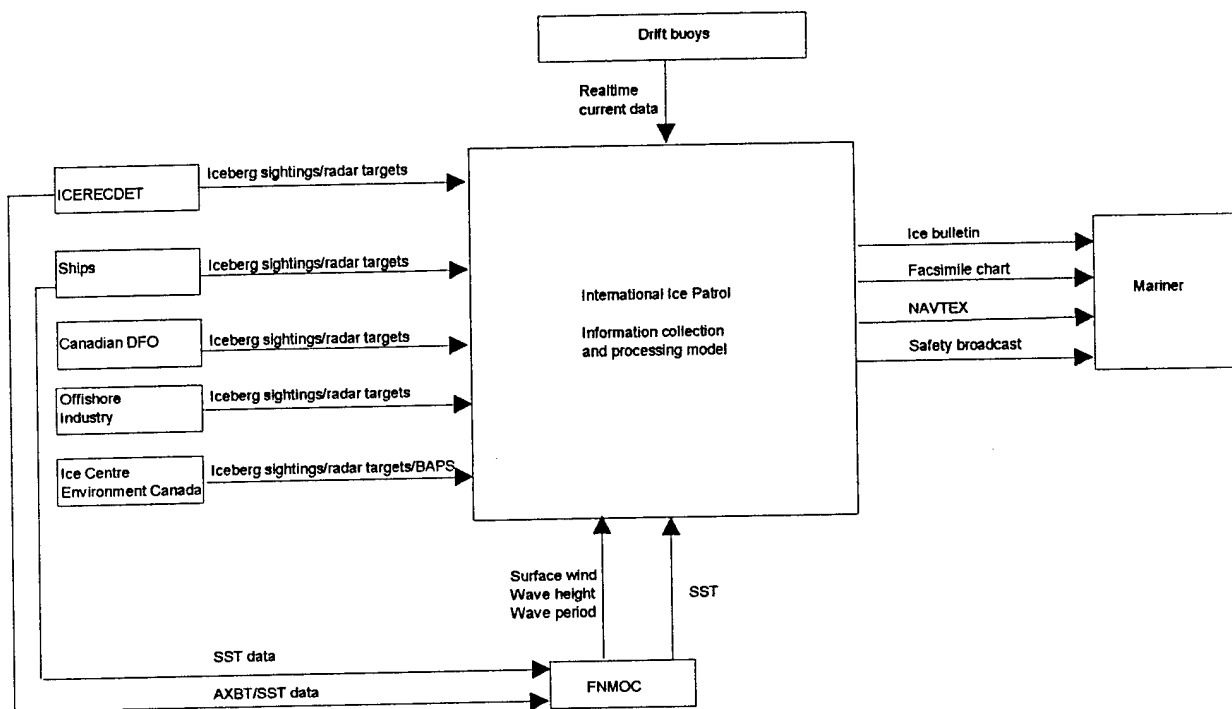 Drift buoys
Realtime
current data
ICERECDET
Iceberg sightings/radar targets
Ships
Iceberg sightings/radar targets
Canadian DFO
Iceberg sightings/radar targets
Offishore
Industry
Iceberg sightings/radar targets
Ice Centre
Environment Canada
Iceberg sightings/radar targets/BAPS
International Ice Patrol
Information collection
and processing model
Ice bulletin
Facsimile chart
NAVTEX
Safety broadcast
Mariner
Surface wind
Wave height
Wave period
SST
SST data
AXBT/SST data
FNMOC